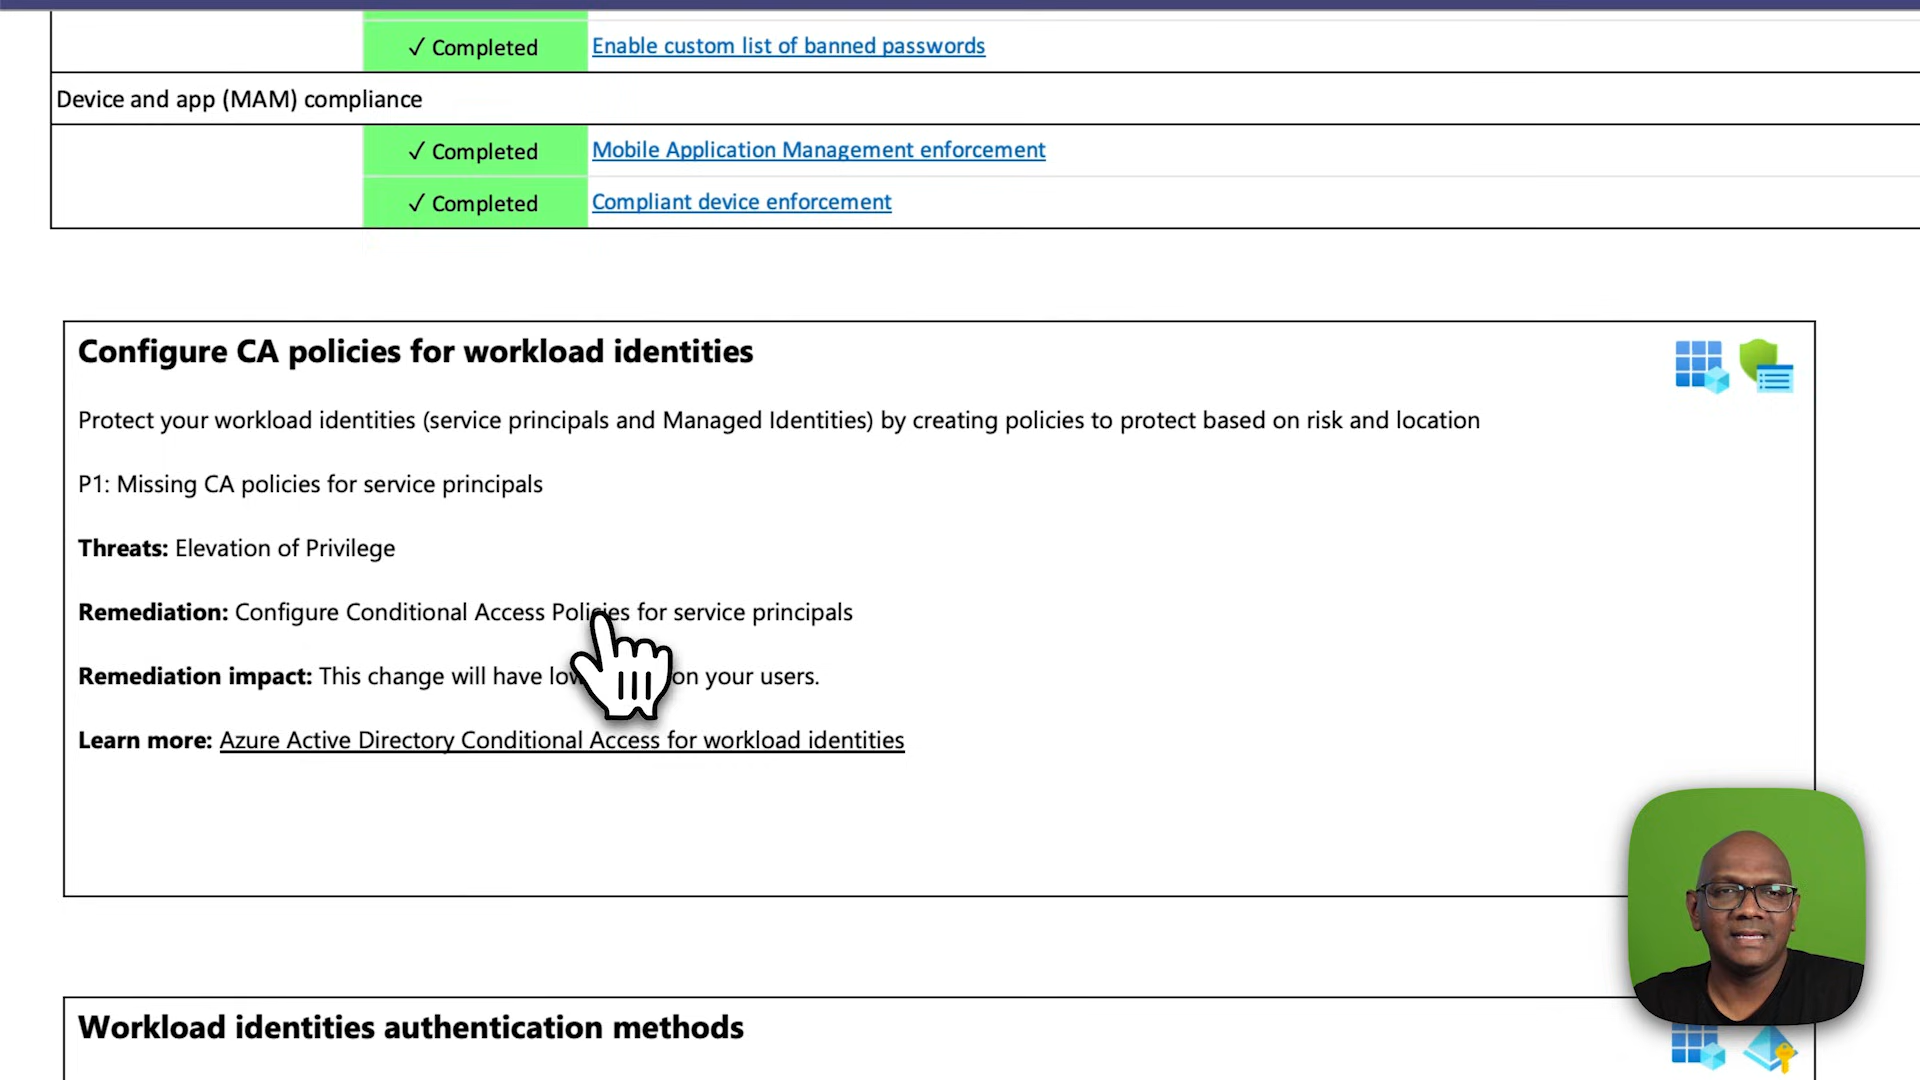 ✓ Completed Enable custom list of banned passwords
Device and app (MAM) compliance
✓ Completed Mobile Application Management enforcement
✓ Completed Compliant device enforcement
Configure CA policies for workload identities
Protect your workload identities (service principals and Managed Identities) by creating policies to protect based on risk and location
P1: Missing CA policies for service principals
Threats: Elevation of Privilege
Remediation: Configure Conditional Access Policies for service principals
Remediation impact: This change will have low on your users.
Learn more: Azure Active Directory Conditional Access for workload identities
Workload identities authentication methods